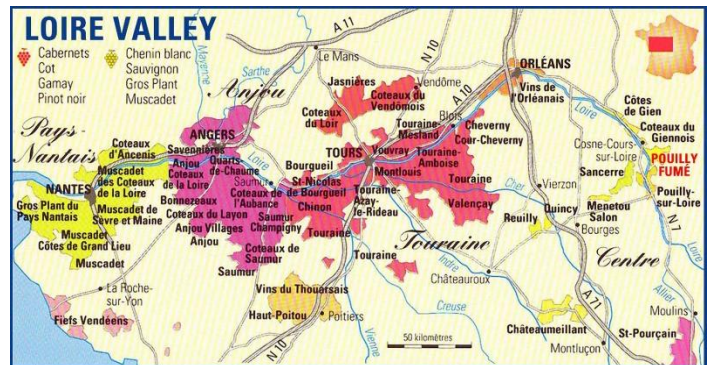 LOIRE VALLEY
Cabernets
Cot
Gamay
Pinot noir
Chenin blanc
Sauvignon
Gros Plant
Muscadet
A 11
Le Mans
N 10
ORLÉANS
Mayenne
Sarthe
Anjou
Jasnières
Vendôme
Coteaux du
Vendômois
A 10
Vins de
l'Orléanais
Loire
Côtes
de Gien
Pays-
Nantais
Coteaux
d'Ancenis
ANGERS
Savennières
Coteaux
du Loir
Blois
Touraine-
Mesland
Cheverny
Cour-Cheverny
Coteaux du
Giennois
Cosne-Cours-
sur-Loire
POUILLY
FUMÉ
Muscadet
des Coteaux
de la Loire
Anjou
Coteaux
de la Loire
Quarts-
de-Chaume
Loire
Saumur
Bourgueil
TOURS
Vouvray
Montlouis
Touraine-
Amboise
Sancerre
NANTES
Bonnezeaux
Coteaux de
l'Aubance
St-Nicolas
de Bourgueil
Chinon
Touraine-
Azay-
le-Rideau
Touraine
Cher
Vierzon
Pouilly-
sur-Loire
Gros Plant du
Pays Nantais
Muscadet de
Sèvre et Maine
Coteaux du Layon
Anjou Villages
Anjou
Saumur
Champigny
Valençay
Reuilly
Quincy
Menetou
Salon
Bourges
N 7
Muscadet
Côtes de Grand Lieu
Muscadet
Coteaux de
Saumur
Saumur
Touraine
Touraine
Touraine
Centre
Loire
La Roche-
sur-Yon
Vins du Thouarsais
Haut-Poitou
Poitiers
Indre
Châteauroux
Creuse
Vienne
A 71
Allier
Moulins
Fiefs Vendéens
N 10
50 kilomètres
Châteaumeillant
Montluçon
St-Pourçain